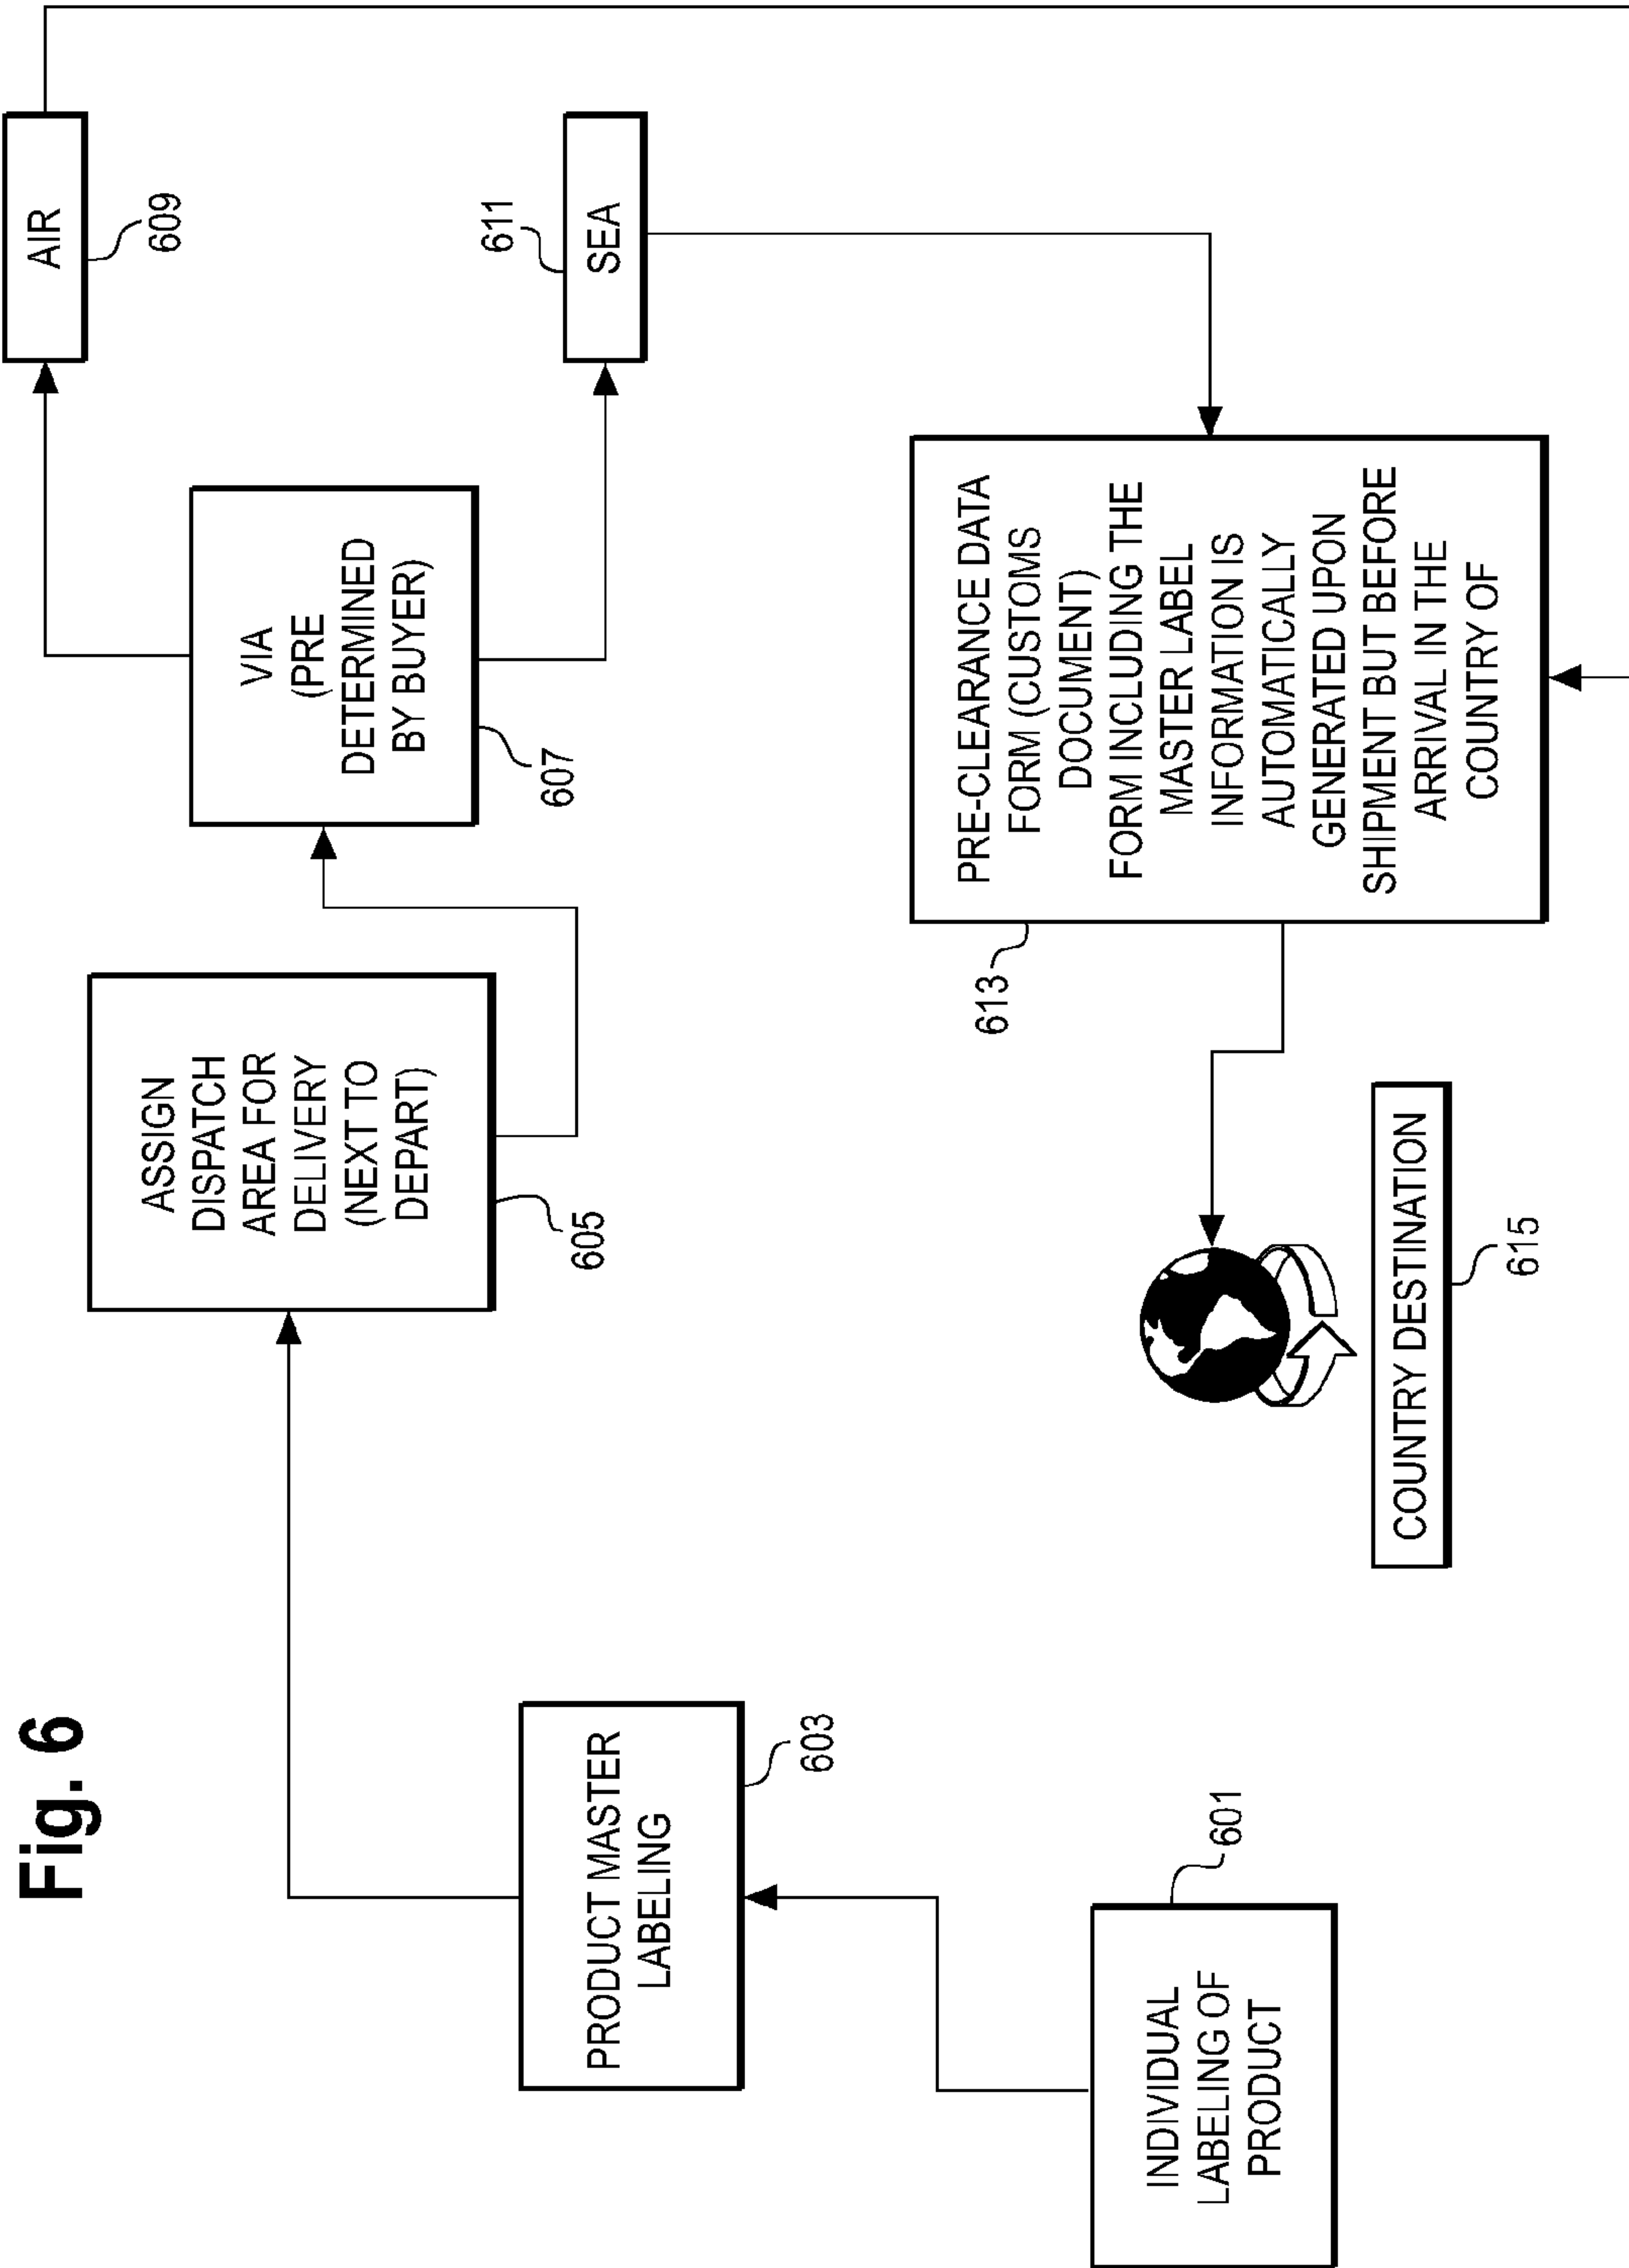 Fig. 6
INDIVIDUAL
LABELING OF
PRODUCT
601
PRODUCT MASTER
LABELING
603
ASSIGN
DISPATCH
AREA FOR
DELIVERY
(NEXT TO
DEPART)
605
VIA
(PRE
DETERMINED
BY BUYER)
607
AIR
609
SEA
611
PRE-CLEARANCE DATA
FORM (CUSTOMS
DOCUMENT)
FORM INCLUDING THE
MASTER LABEL
INFORMATION IS
AUTOMATICALLY
GENERATED UPON
SHIPMENT BUT BEFORE
ARRIVAL IN THE
COUNTRY OF
613
COUNTRY DESTINATION
615